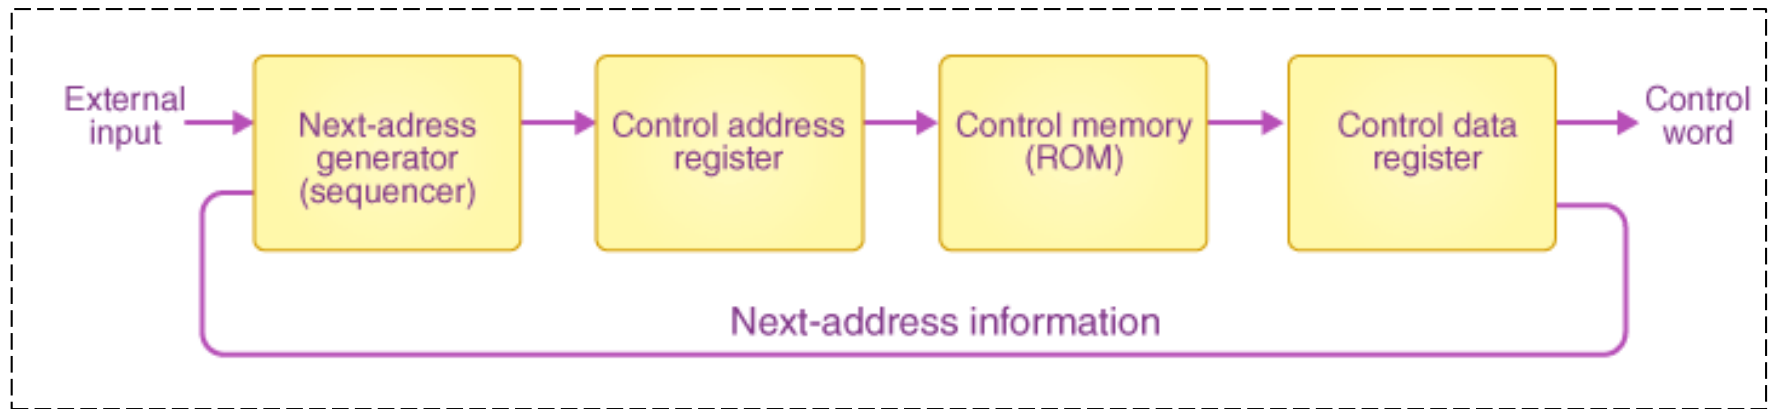 External
input
Next-adress
generator
(sequencer)
Control address
register
Control memory
(ROM)
Control data
register
Control
word
Next-address information